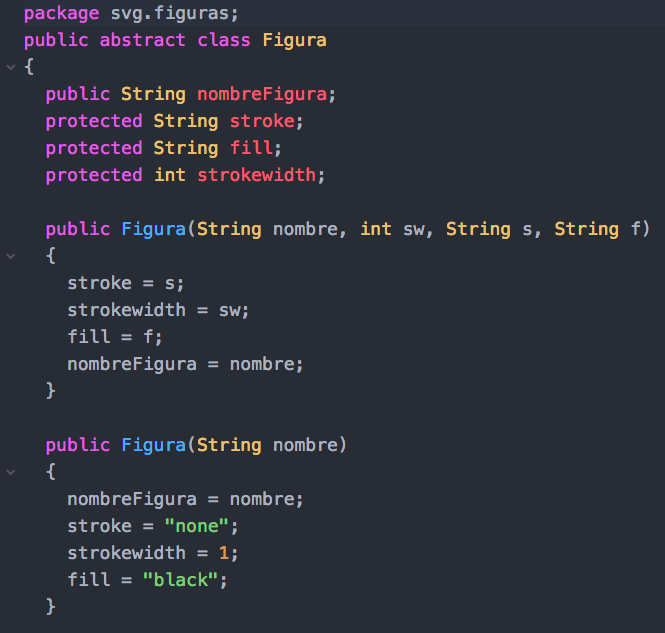 package svg.figuras;
public abstract class Figura
{
  public String nombreFigura;
  protected String stroke;
  protected String fill;
  protected int strokewidth;

  public Figura(String nombre, int sw, String s, String f)
  {
    stroke = s;
    strokewidth = sw;
    fill = f;
    nombreFigura = nombre;
  }

  public Figura(String nombre)
  {
    nombreFigura = nombre;
    stroke = "none";
    strokewidth = 1;
    fill = "black";
  }